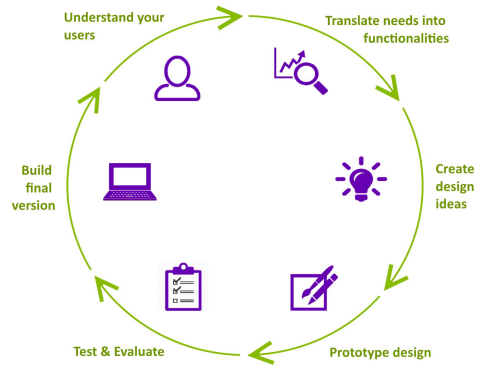 Understand your
users
Translate needs into
functionalities
Create
design
ideas
Prototype design
Test & Evaluate
Build
final
version